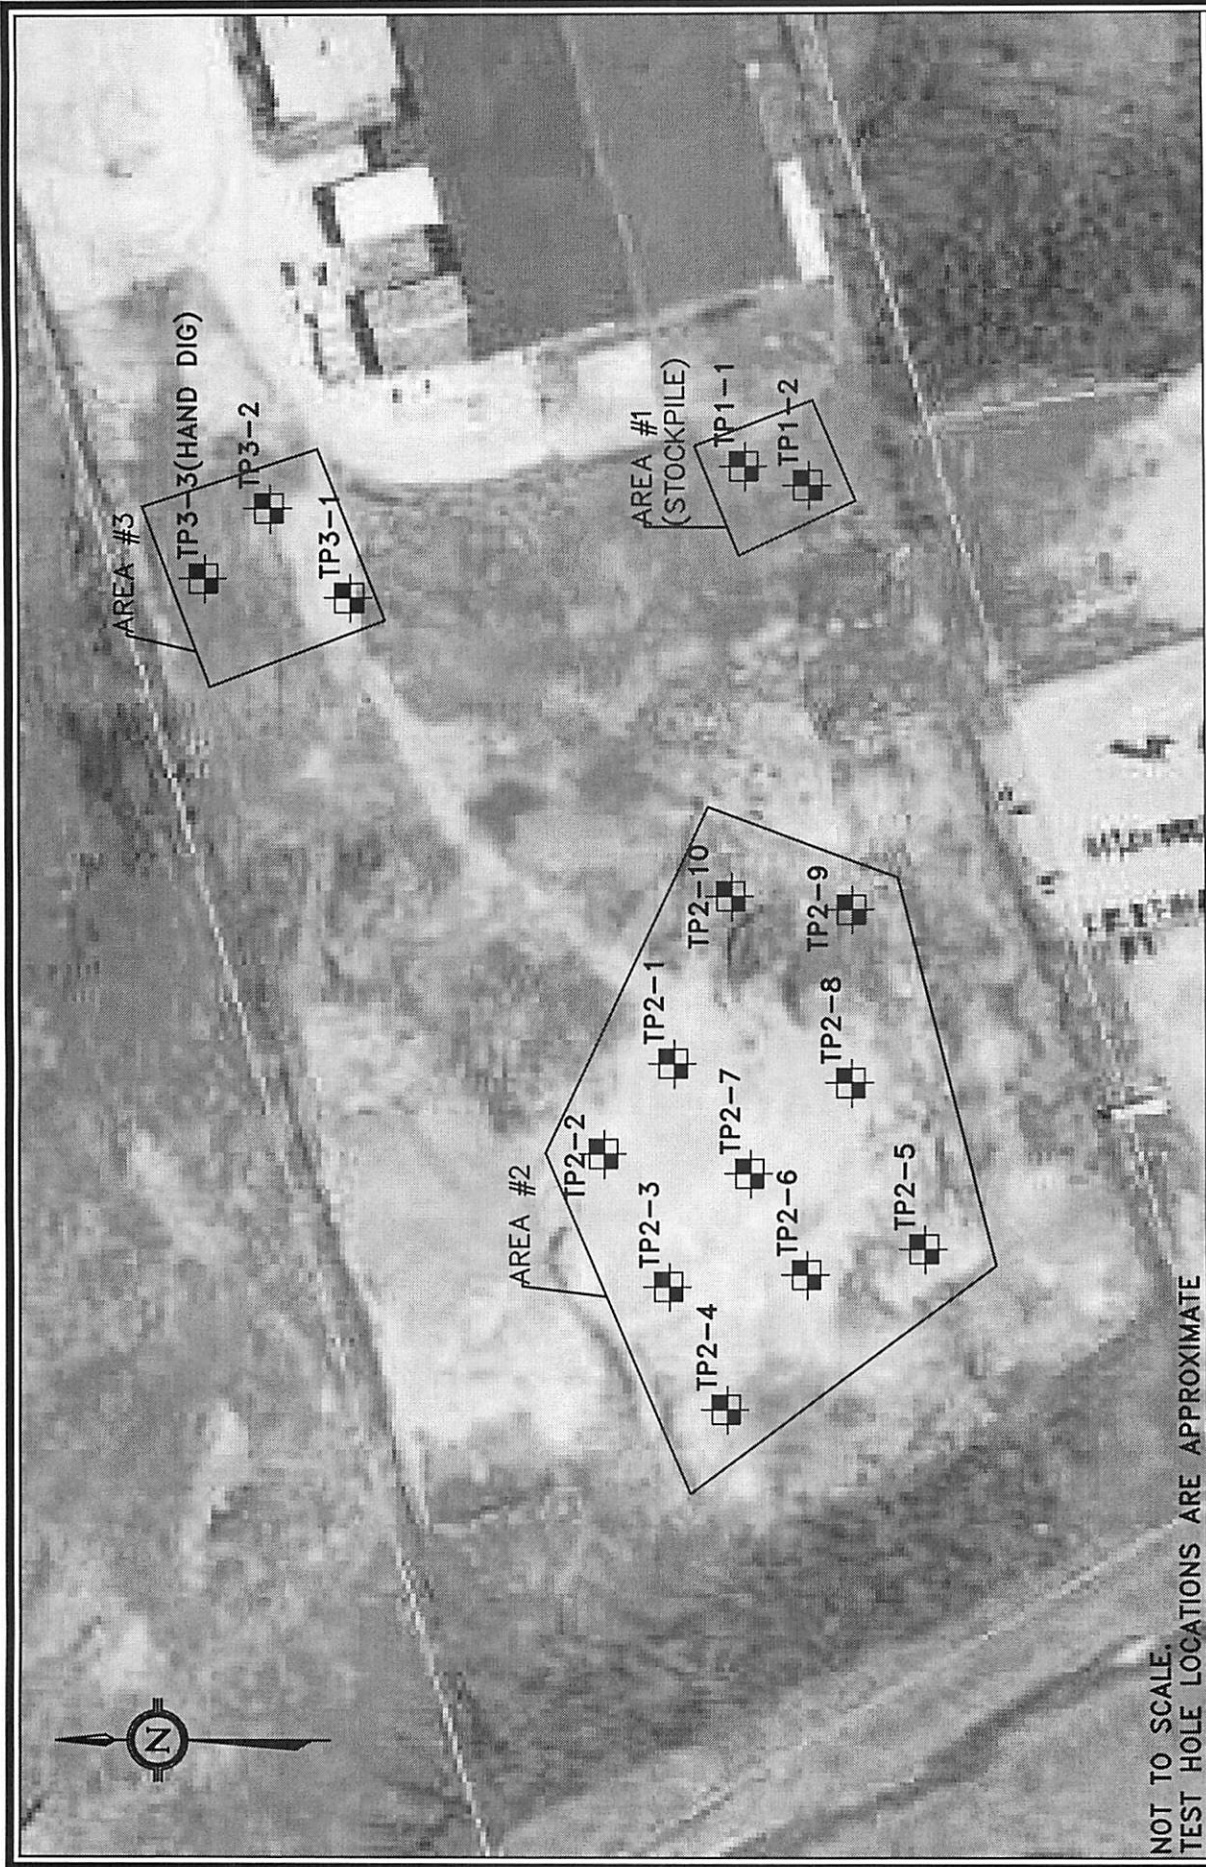 N
AREA #3
TP3-3(HAND DIG)
TP3-2
TP3-1
AREA #1
(STOCKPILE)
TP1-1
TP1-2
AREA #2
TP2-2
TP2-1
TP2-10
TP2-3
TP2-7
TP2-4
TP2-6
TP2-8
TP2-9
TP2-5
NOT TO SCALE.
TEST HOLE LOCATIONS ARE APPROXIMATE